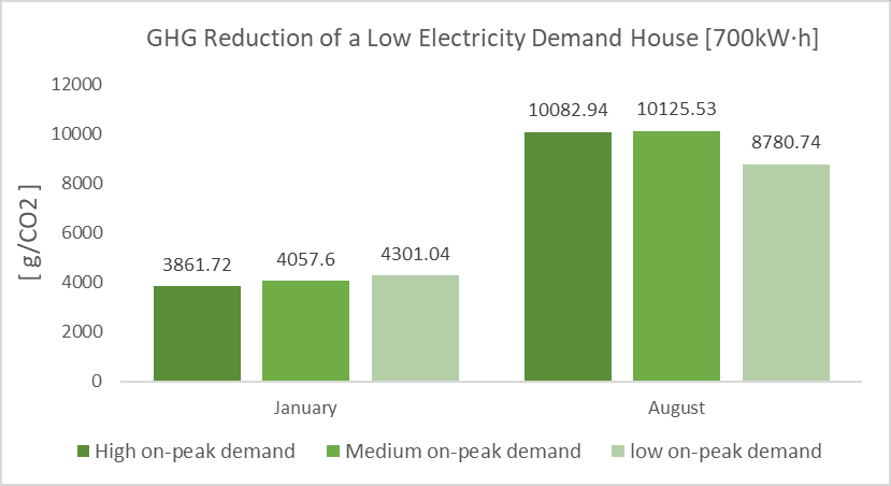 GHG Reduction of a Low Electricity Demand House [700kW·h]
[ g/CO2 ]
12000
10000
8000
6000
4000
2000
0
3861.72
4057.6
4301.04
10082.94
10125.53
8780.74
January
August
High on-peak demand
Medium on-peak demand
low on-peak demand